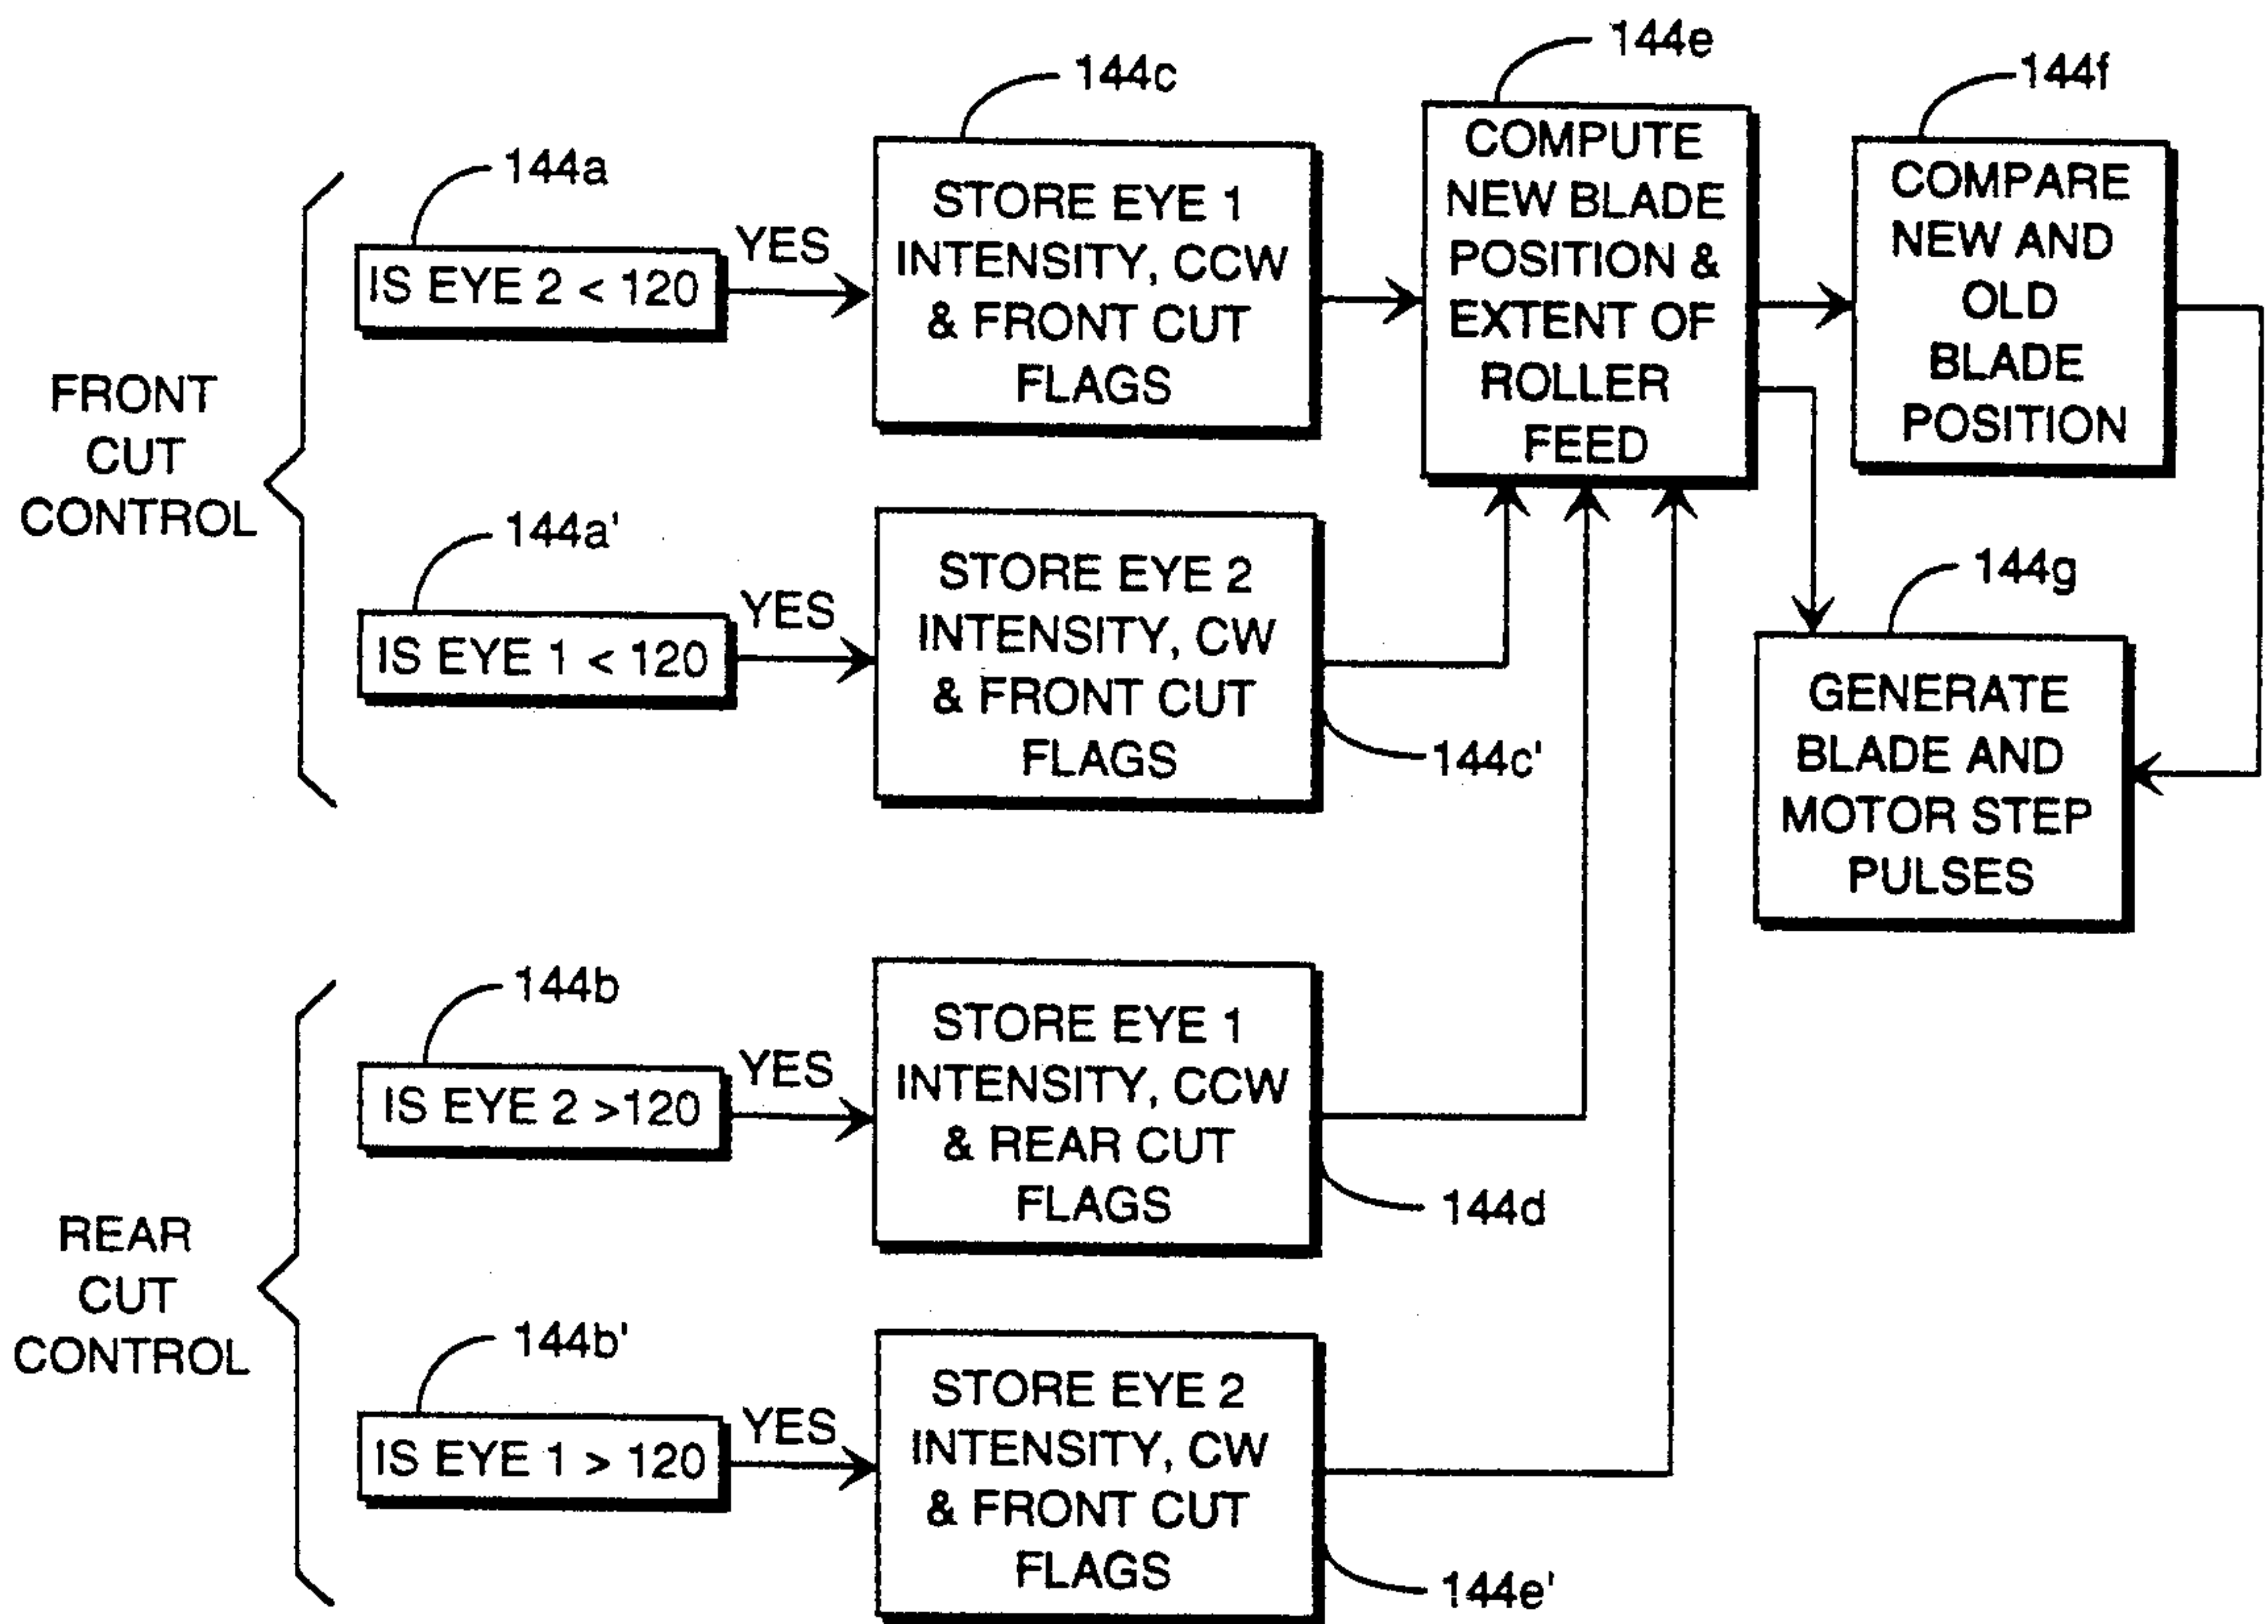 FRONT
CUT
CONTROL
144a
IS EYE 2 < 120
YES
144c
STORE EYE 1
INTENSITY, CCW
& FRONT CUT
FLAGS
144e
COMPUTE
NEW BLADE
POSITION &
EXTENT OF
ROLLER
FEED
144f
COMPARE
NEW AND
OLD
BLADE
POSITION
144a'
IS EYE 1 < 120
YES
STORE EYE 2
INTENSITY, CW
& FRONT CUT
FLAGS
144c'
144g
GENERATE
BLADE AND
MOTOR STEP
PULSES
REAR
CUT
CONTROL
144b
IS EYE 2 >120
YES
STORE EYE 1
INTENSITY, CCW
& REAR CUT
FLAGS
144d
144b'
IS EYE 1 > 120
YES
STORE EYE 2
INTENSITY, CW
& FRONT CUT
FLAGS
144e'